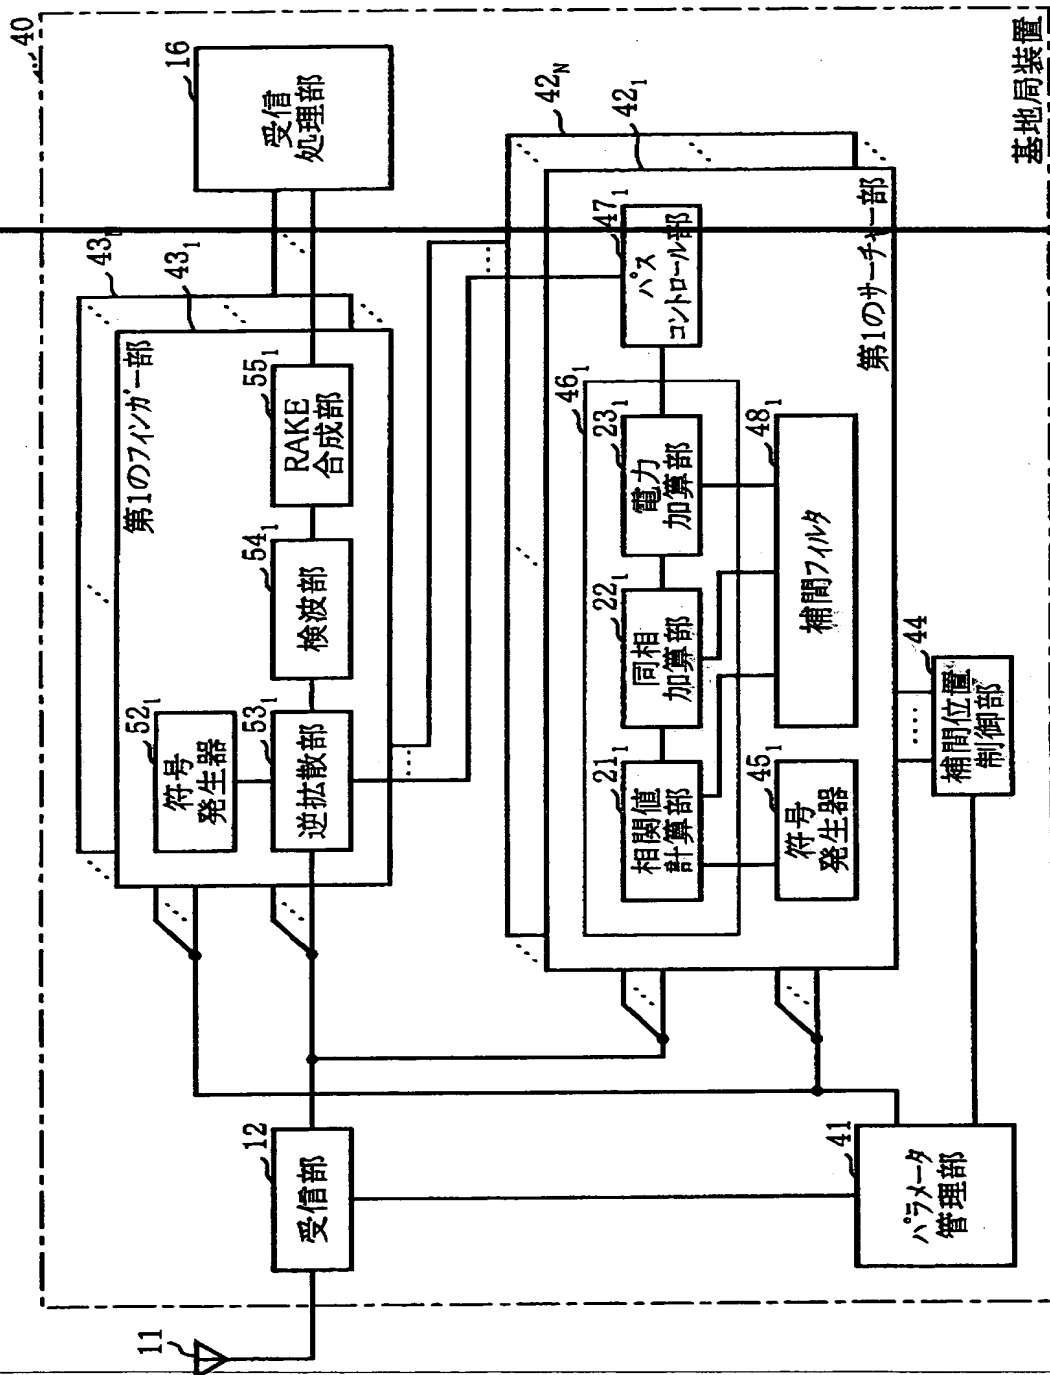 40
基地局装置
11
受信部
12
パラメータ
管理部
41
第1のフィンガー部
43₁
43_N
符号
発生器
52₁
逆拡散部
53₁
検波部
54₁
RAKE
合成部
55₁
受信
処理部
16
第1のサーチャー部
42₁
42_N
46₁
相関値
計算部
21₁
同相
加算部
22₁
電力
加算部
23₁
パス
コントロール部
47₁
符号
発生器
45₁
補間フィルタ
48₁
補間位置
制御部
44